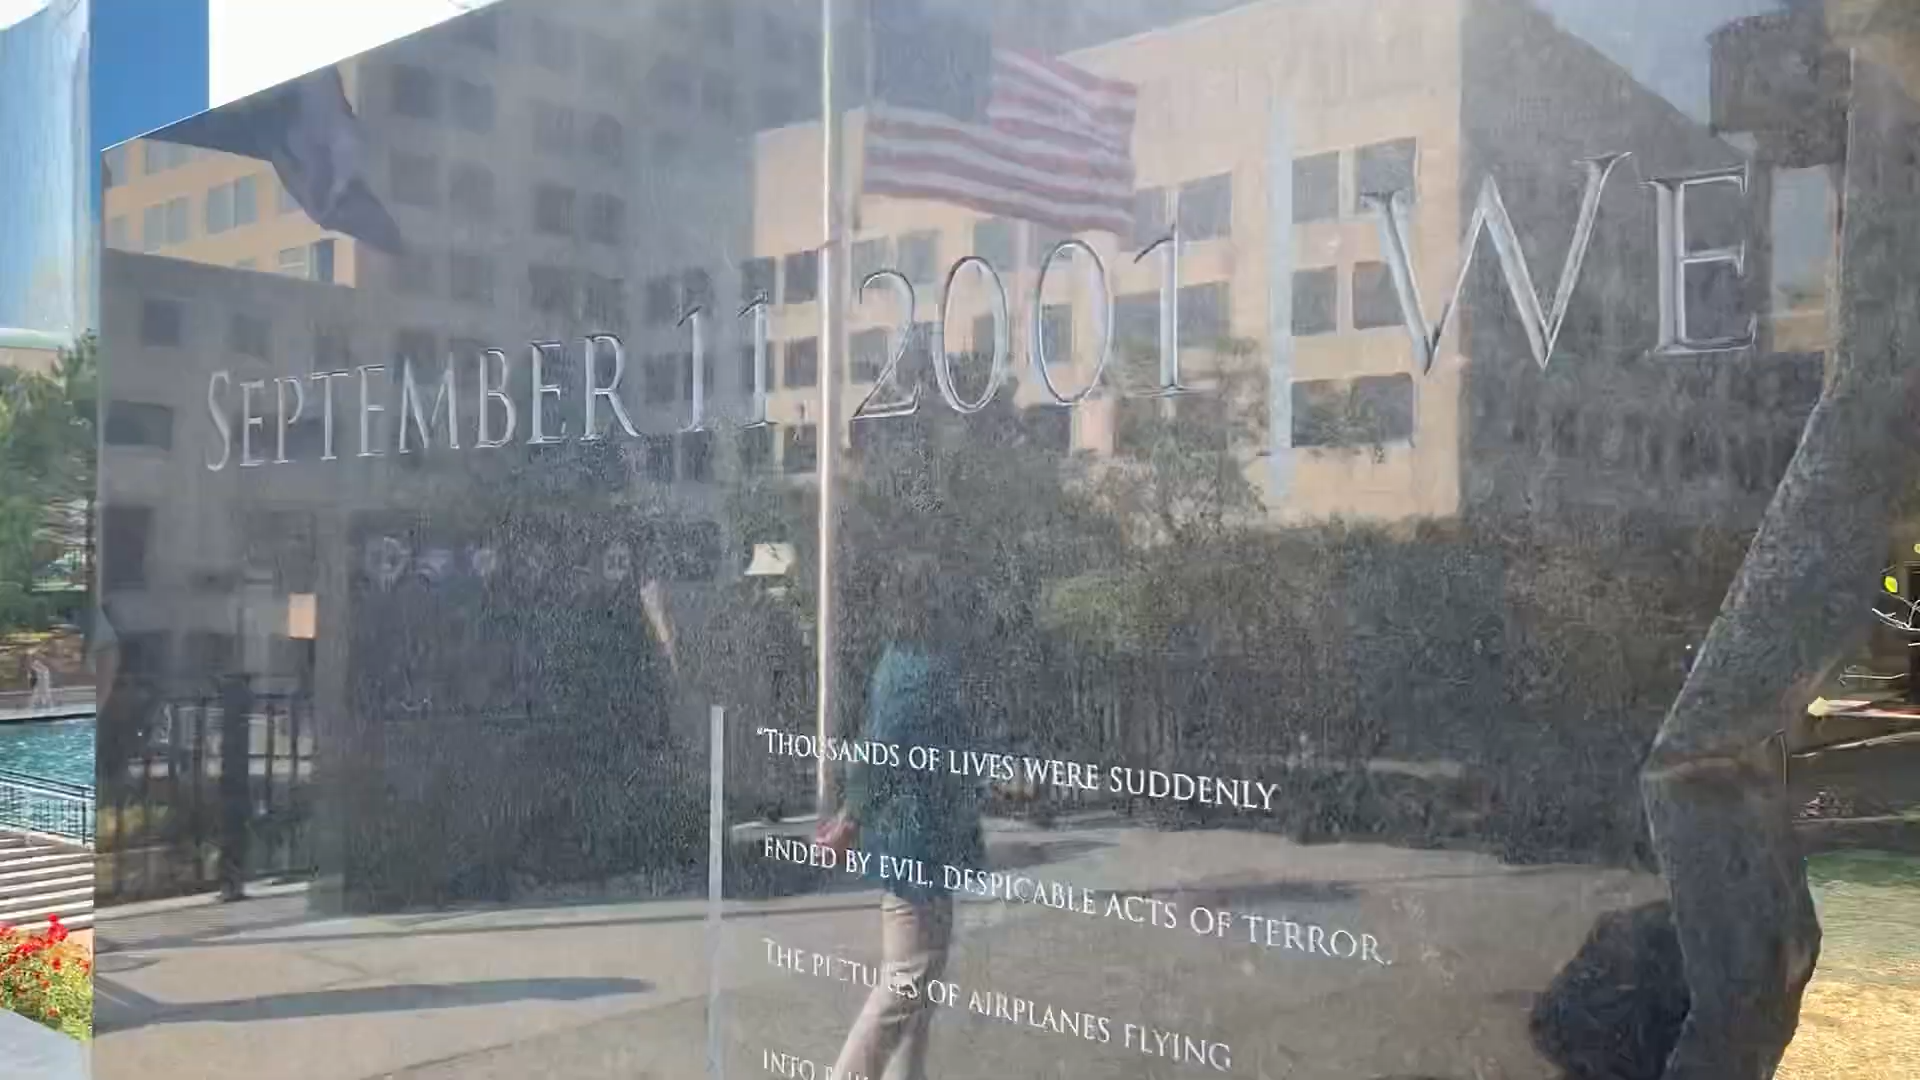 SEPTEMBER 11 2001 WE
“THOUSANDS OF LIVES WERE SUDDENLY
ENDED BY EVIL, DESPICABLE ACTS OF TERROR.
THE PICTURES OF AIRPLANES FLYING
INTO